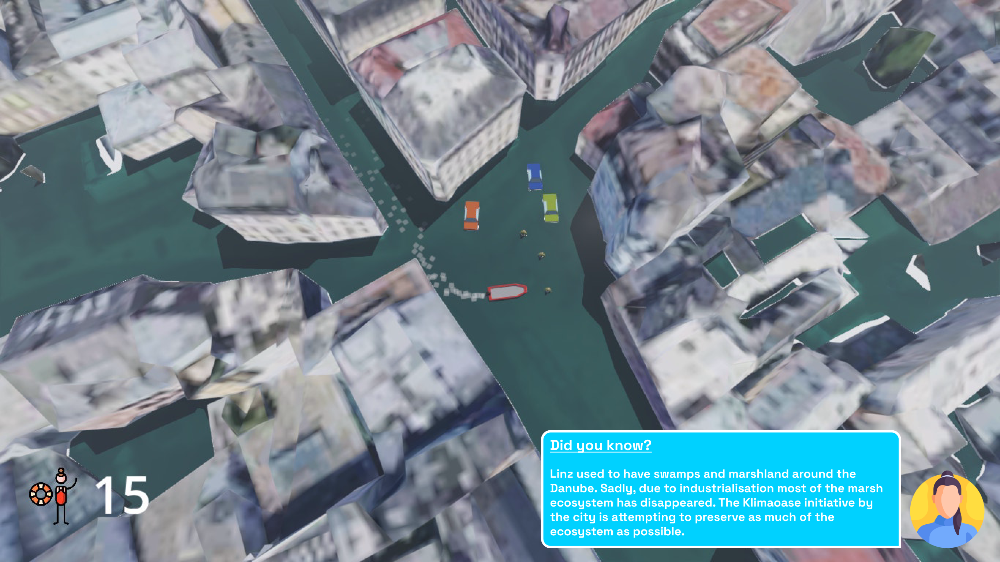 Did you know?
Linz used to have swamps and marshland around the
Danube. Sadly, due to industrialisation most of the marsh
ecosystem has disappeared. The Klimaoase initiative by
the city is attempting to preserve as much of the
ecosystem as possible.
15